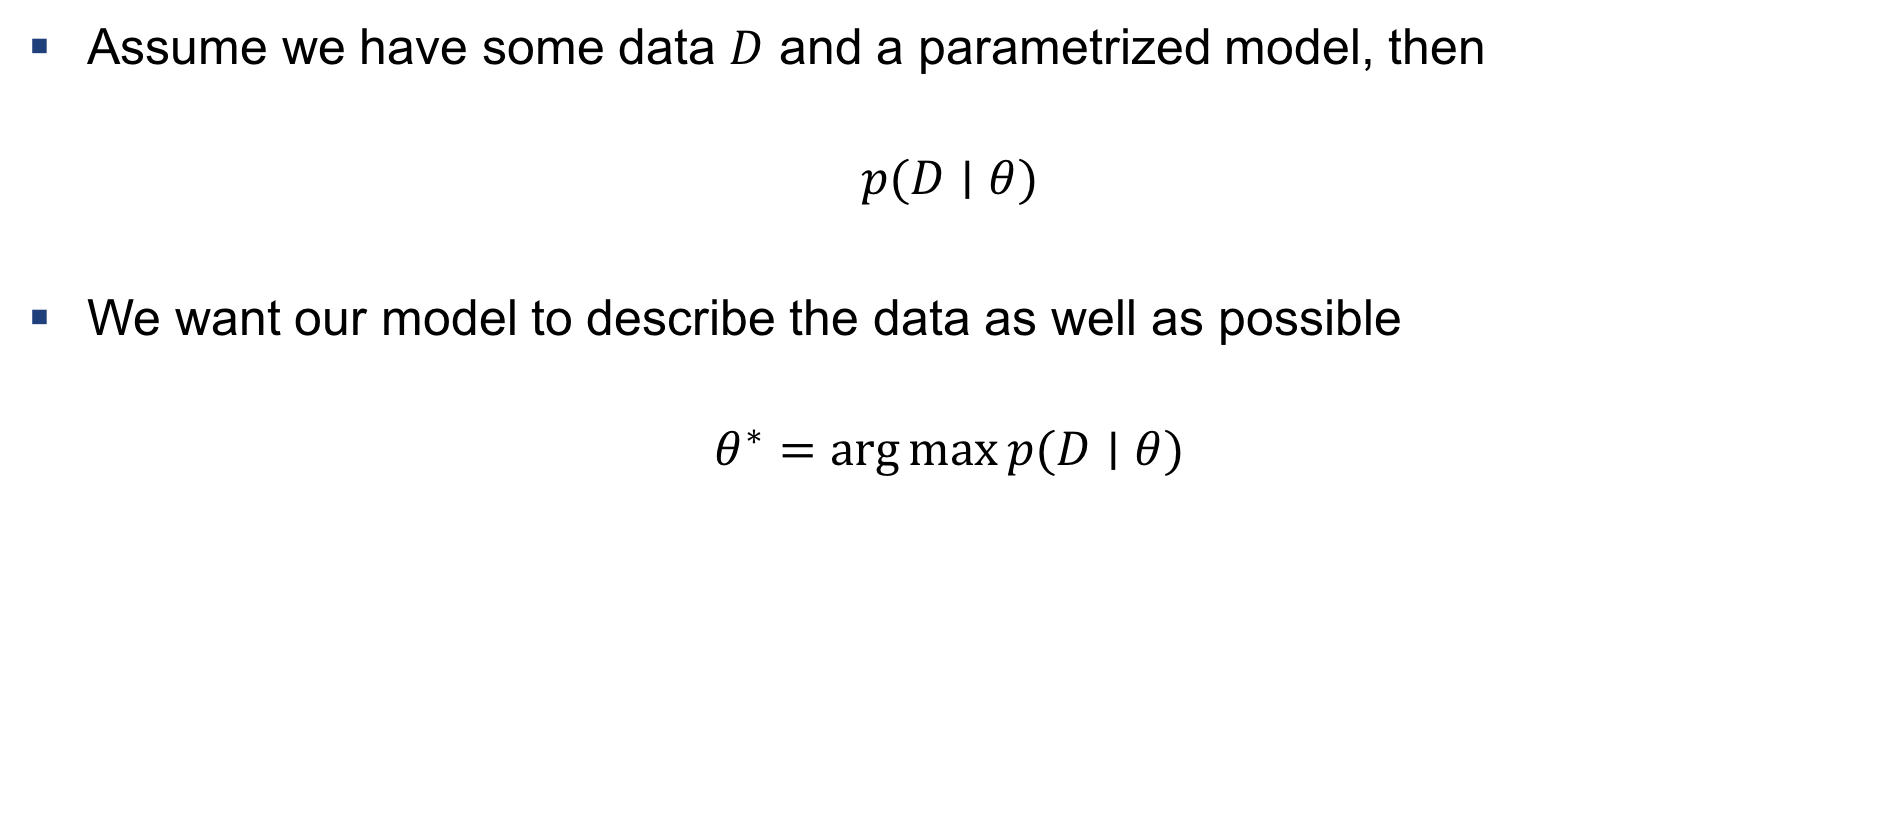 ▪ Assume we have some data D and a parametrized model, then
p(D | θ)
▪ We want our model to describe the data as well as possible
θ* = arg max p(D | θ)